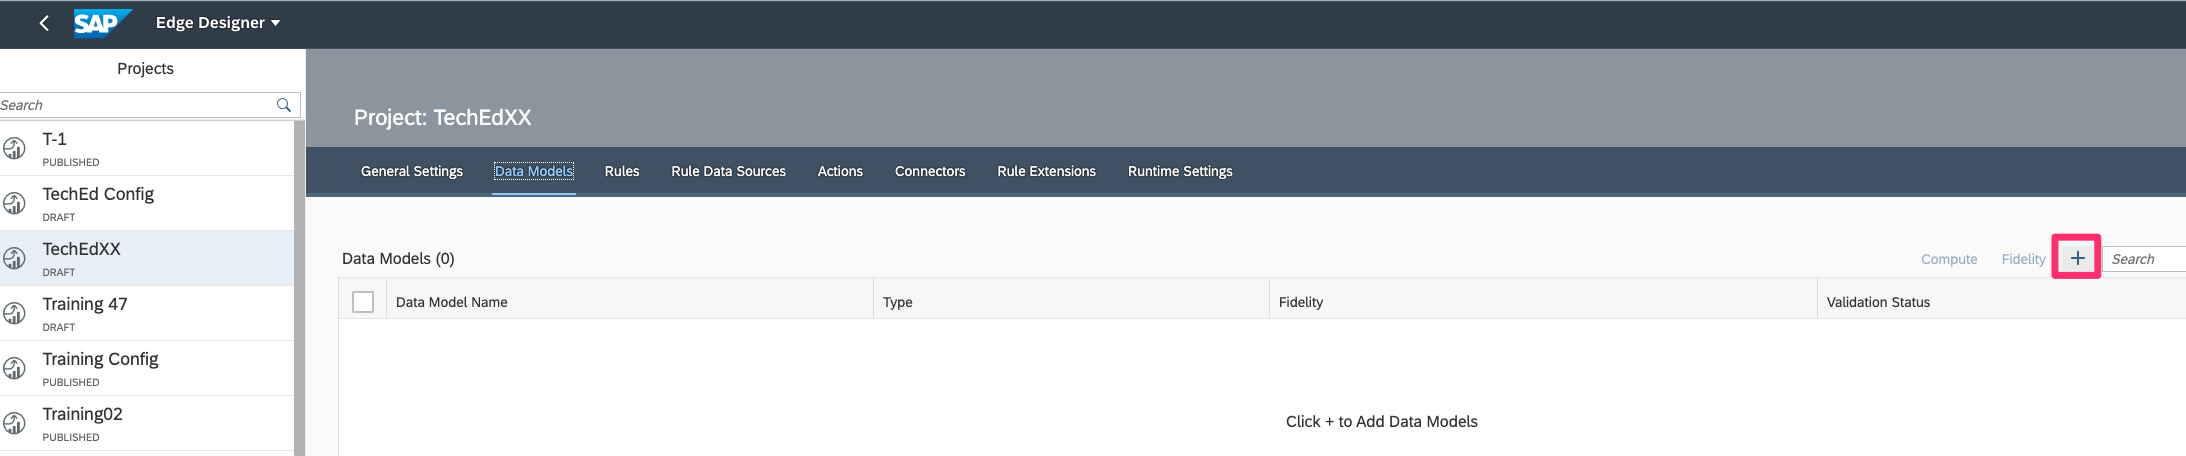 SAP Edge Designer
Projects
Search
T-1
PUBLISHED
TechEd Config
DRAFT
TechEdXX
DRAFT
Training 47
DRAFT
Training Config
PUBLISHED
Training02
PUBLISHED
Project: TechEdXX
General Settings Data Models Rules Rule Data Sources Actions Connectors Rule Extensions Runtime Settings
Data Models (0) Compute Fidelity + Search
Data Model Name Type Fidelity Validation Status
Click + to Add Data Models